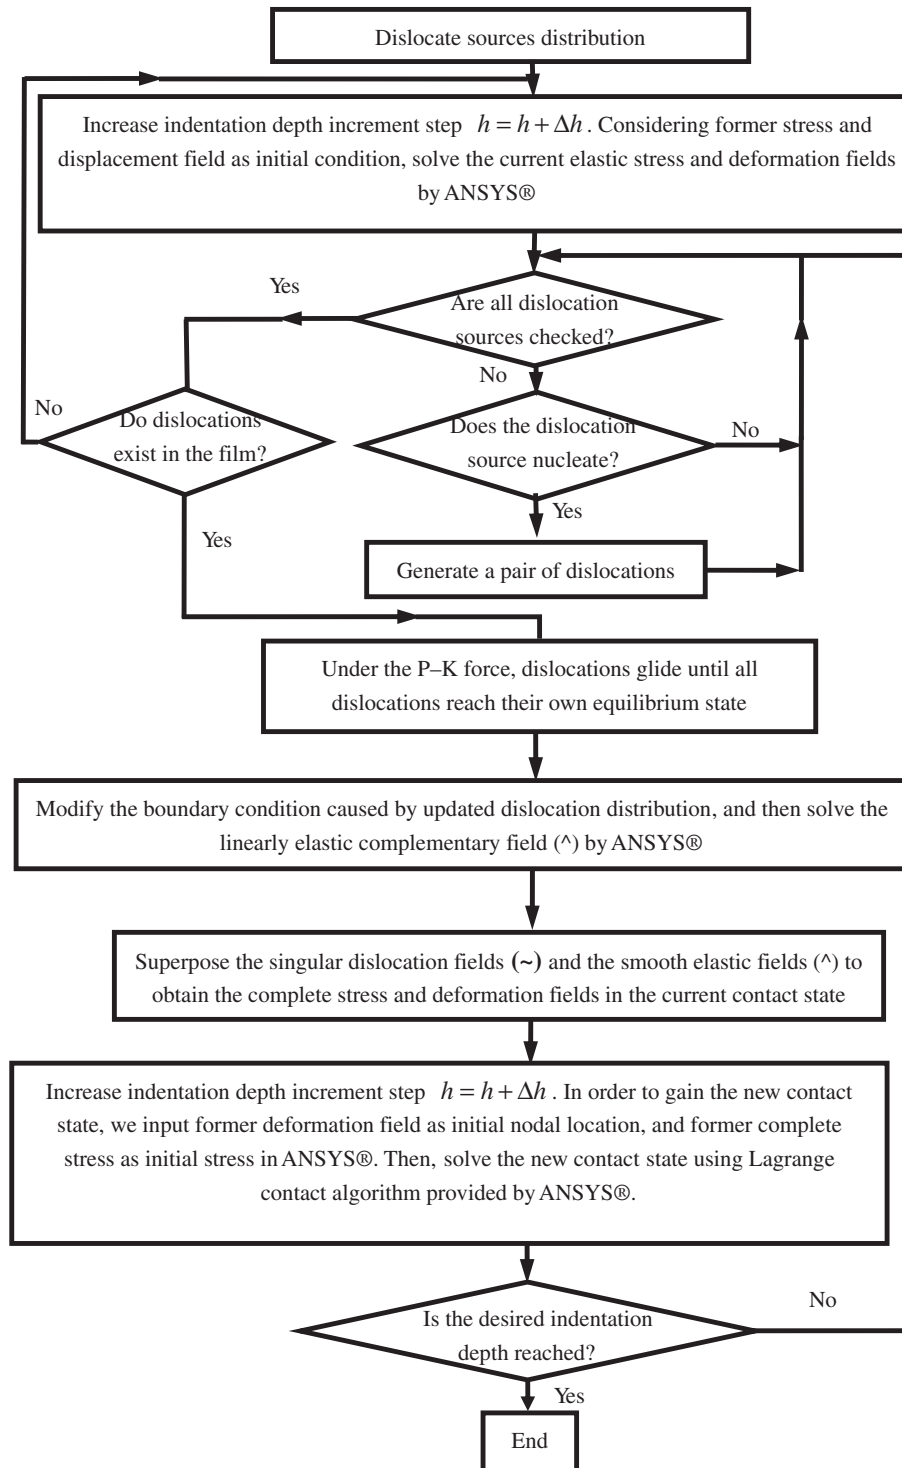 Dislocate sources distribution
Increase indentation depth increment step h = h + Δh. Considering former stress and
displacement field as initial condition, solve the current elastic stress and deformation fields
by ANSYS®
Yes
Are all dislocation
sources checked?
No
No
Do dislocations
exist in the film?
Does the dislocation
source nucleate?
No
Yes
Yes
Generate a pair of dislocations
Under the P–K force, dislocations glide until all
dislocations reach their own equilibrium state
Modify the boundary condition caused by updated dislocation distribution, and then solve the
linearly elastic complementary field (^) by ANSYS®
Superpose the singular dislocation fields (~) and the smooth elastic fields (^) to
obtain the complete stress and deformation fields in the current contact state
Increase indentation depth increment step h = h + Δh. In order to gain the new contact
state, we input former deformation field as initial nodal location, and former complete
stress as initial stress in ANSYS®. Then, solve the new contact state using Lagrange
contact algorithm provided by ANSYS®.
No
Is the desired indentation
depth reached?
Yes
End